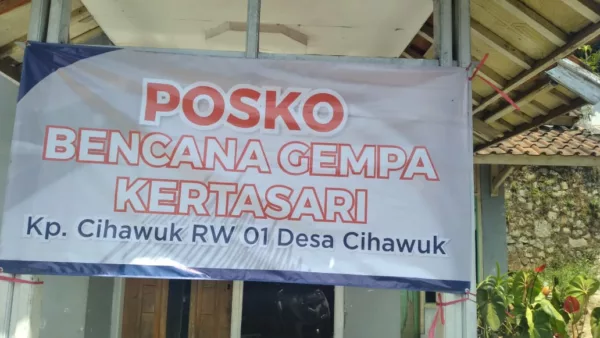 POSKO
BENCANA GEMPA
KERTASARI
Kp. Cihawuk RW 01 Desa Cihawuk